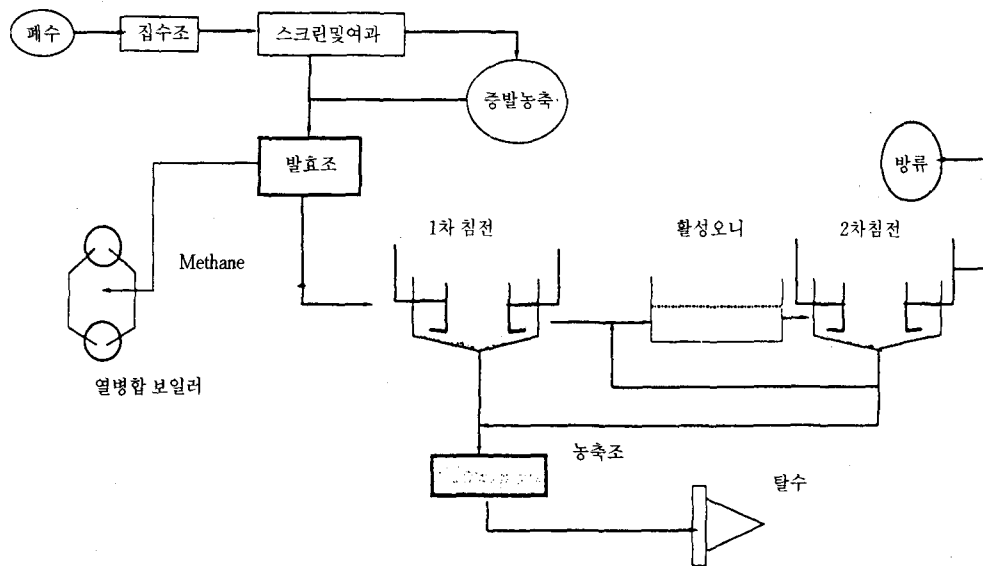 폐수
집수조
스크린및여과
증발농축
발효조
방류
1차 침전
활성오니
2차침전
Methane
열병합 보일러
농축조
탈수